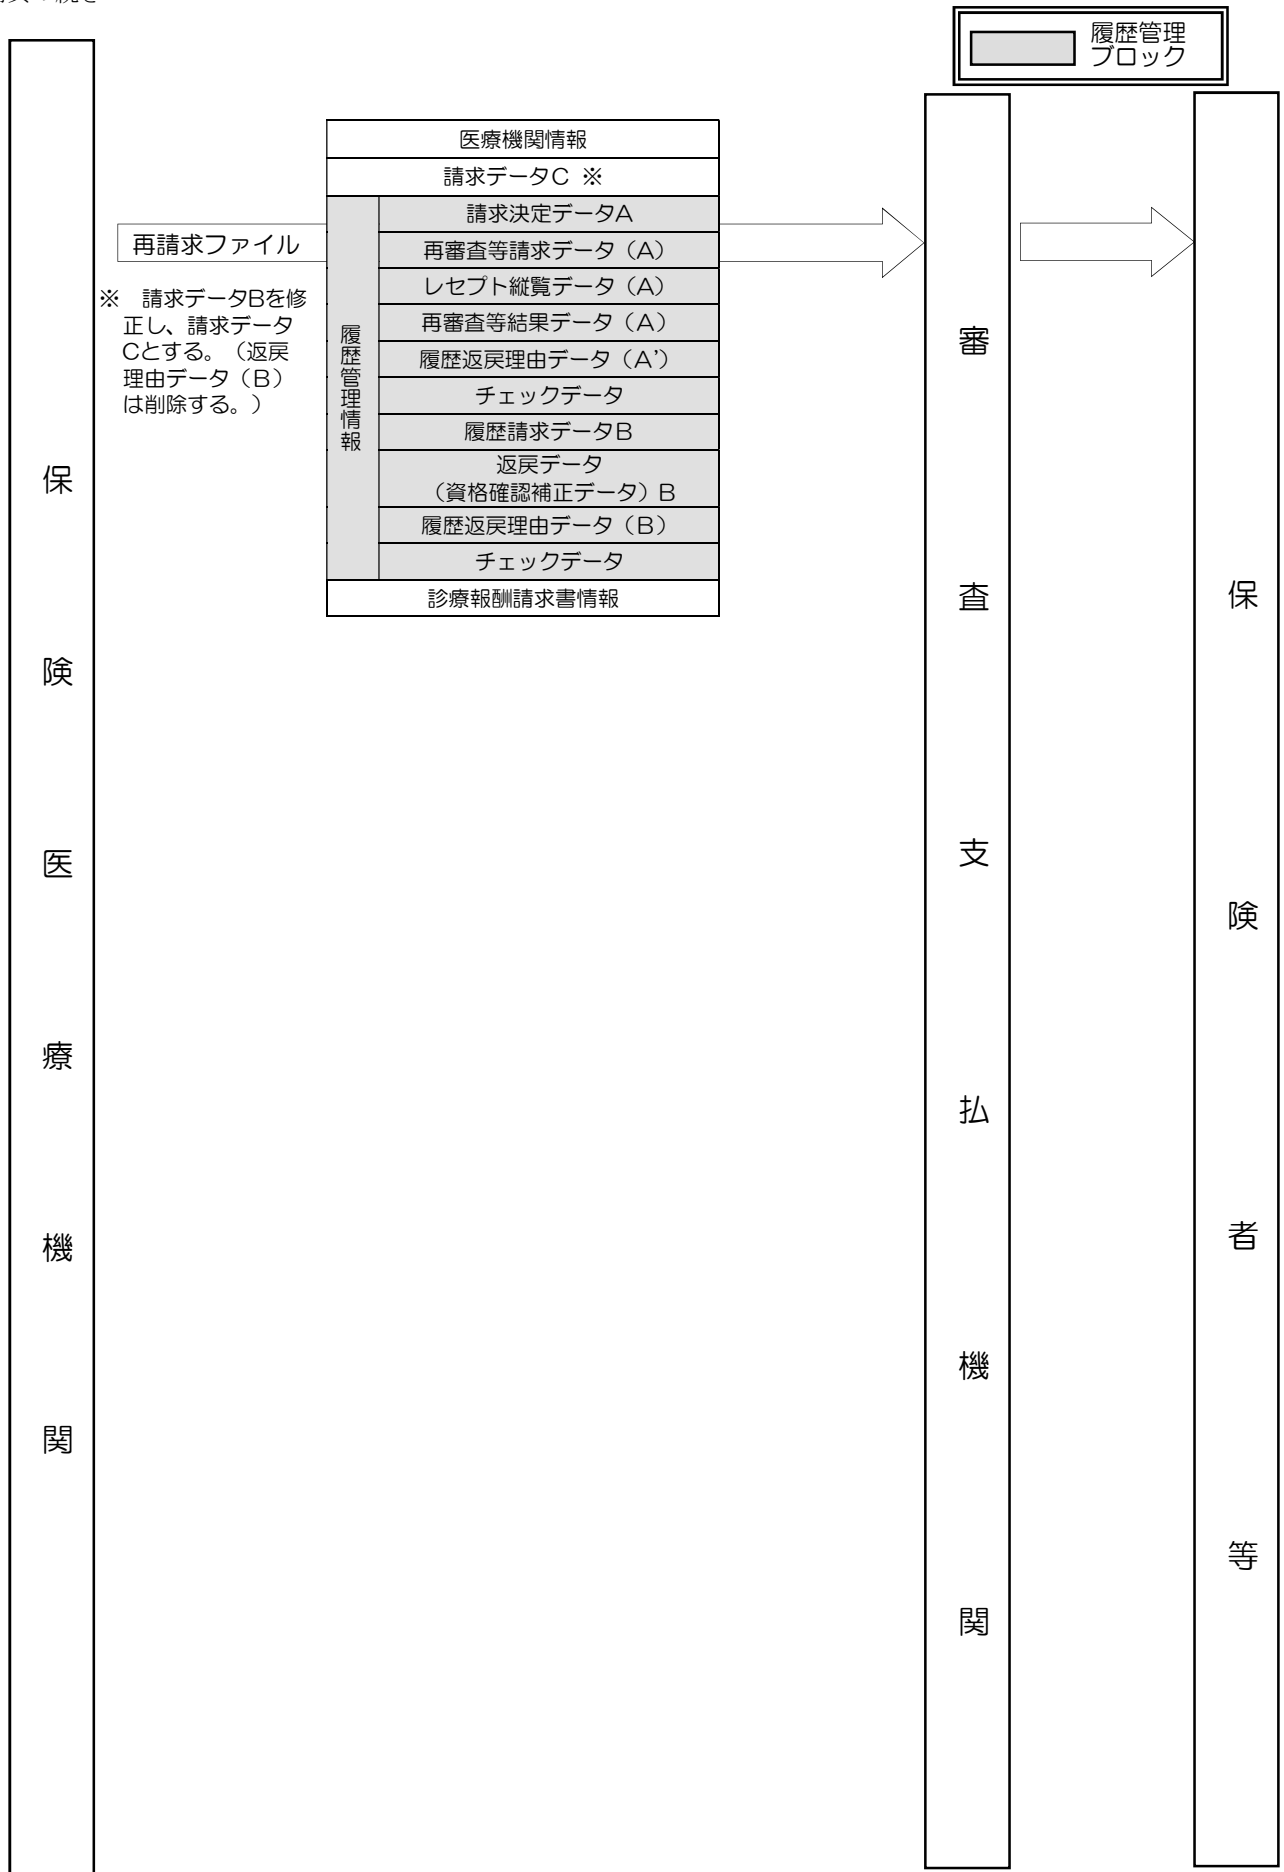 履歴管理
ブロック
保険医療機関
再請求ファイル
※　請求データBを修
正し、請求データ
Cとする。（返戻
理由データ（B）
は削除する。）
医療機関情報
請求データC ※
履歴管理情報
請求決定データA
再審査等請求データ（A）
レセプト縦覧データ（A）
再審査等結果データ（A）
履歴返戻理由データ（A’）
チェックデータ
履歴請求データB
返戻データ
（資格確認補正データ）B
履歴返戻理由データ（B）
チェックデータ
診療報酬請求書情報
審査支払機関
保険者等